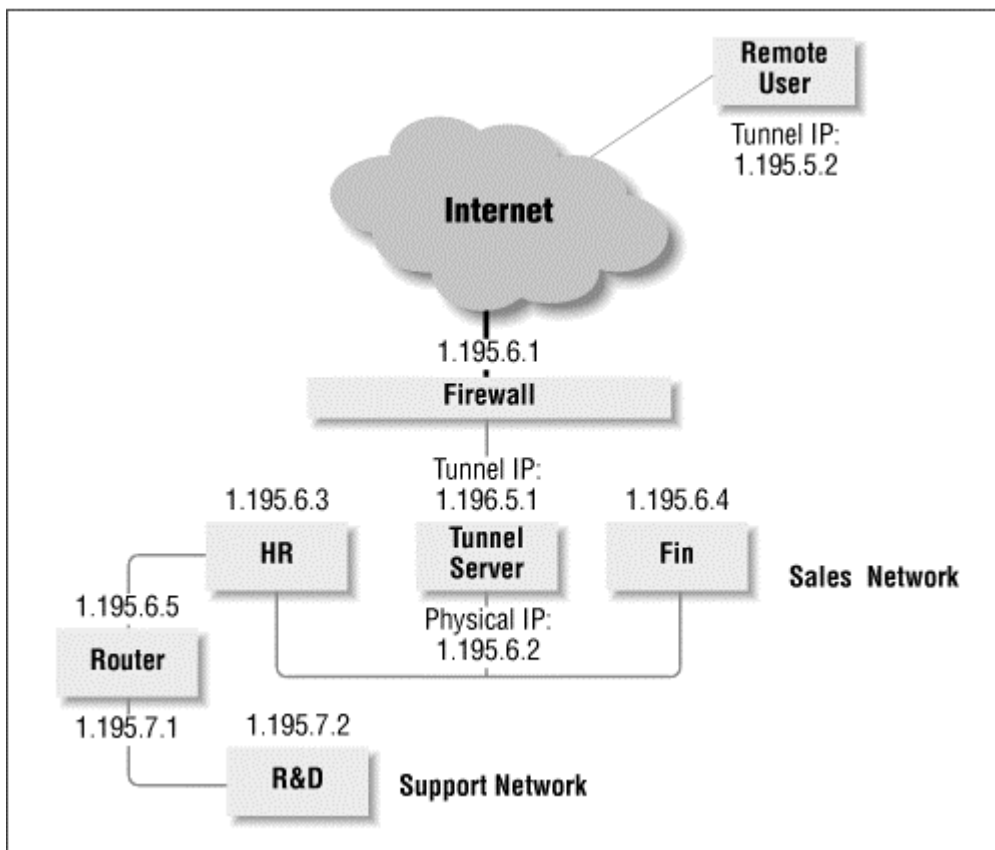 Remote
User
Tunnel IP:
1.195.5.2
Internet
1.195.6.1
Firewall
Tunnel IP:
1.196.5.1
1.195.6.3
1.195.6.4
HR
Tunnel
Server
Fin
Sales Network
Physical IP:
1.195.6.2
1.195.6.5
Router
1.195.7.1
1.195.7.2
R&D
Support Network